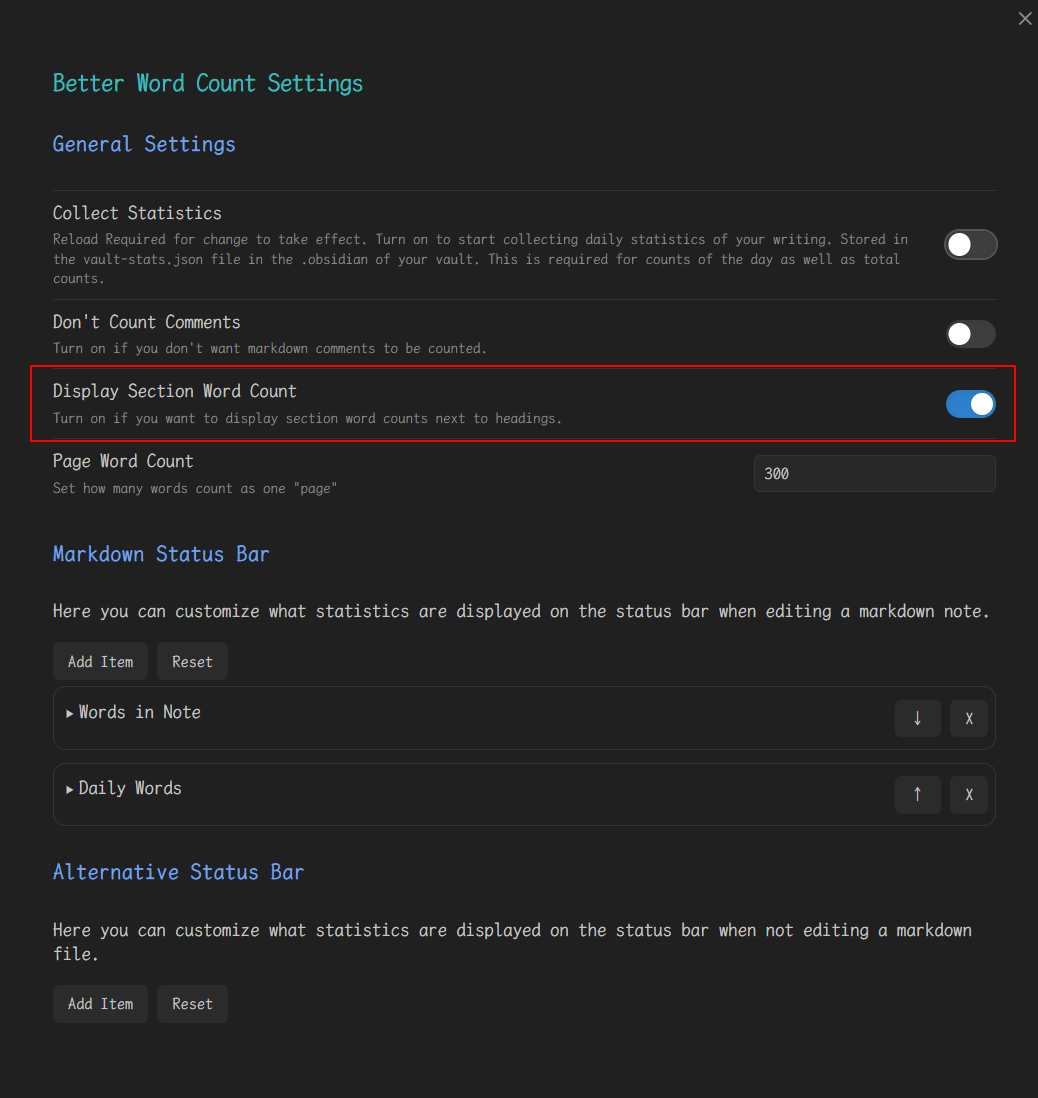 Better Word Count Settings
General Settings
Collect Statistics
Reload Required for change to take effect. Turn on to start collecting daily statistics of your writing. Stored in
the vault-stats.json file in the .obsidian of your vault. This is required for counts of the day as well as total
counts.
Don't Count Comments
Turn on if you don't want markdown comments to be counted.
Display Section Word Count
Turn on if you want to display section word counts next to headings.
Page Word Count
Set how many words count as one "page"
300
Markdown Status Bar
Here you can customize what statistics are displayed on the status bar when editing a markdown note.
Add Item Reset
Words in Note
↓ X
Daily Words
↑ X
Alternative Status Bar
Here you can customize what statistics are displayed on the status bar when not editing a markdown
file.
Add Item Reset